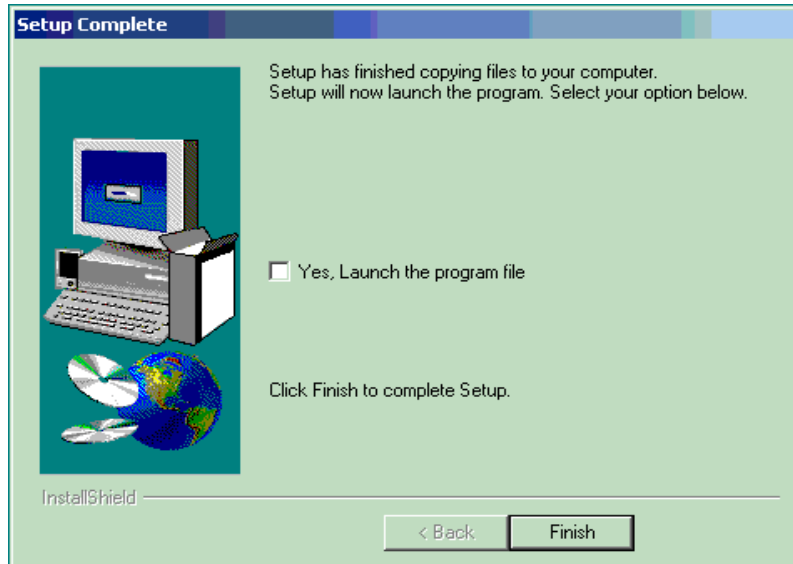 Setup Complete
Setup has finished copying files to your computer.
Setup will now launch the program. Select your option below.
Yes, Launch the program file
Click Finish to complete Setup.
InstallShield
< Back
Finish